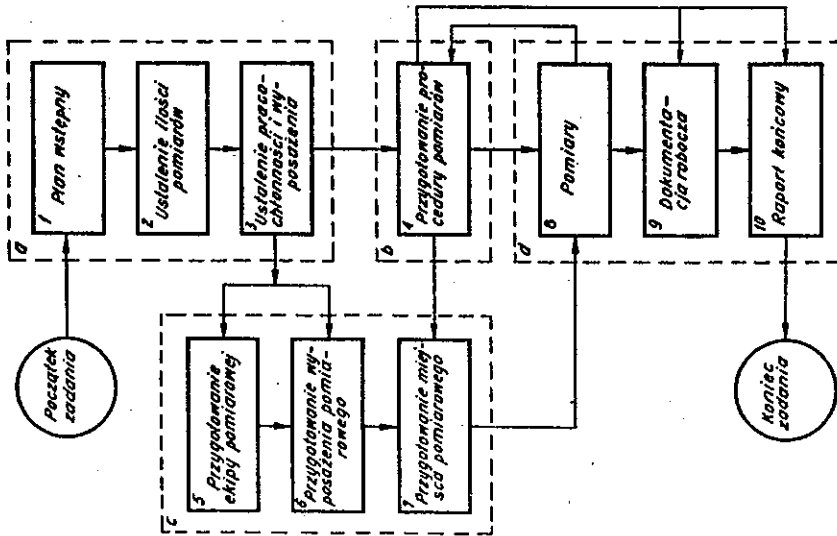 Początek
zadania
a
1
Plan wstępny
2
Ustalenie ilości
pomiarów
3
Ustalenie praco-
chłonności i wy-
posażenia
b
4
Przygotowanie pro-
cedury pomiarów
c
5
Przygotowanie
ekipy pomiarowej
6
Przygotowanie wy-
posażenia pomia-
rowego
7
Przygotowanie miej-
sca pomiarowego
d
8
Pomiary
9
Dokumenta-
cja robocza
10
Raport końcowy
Koniec
zadania